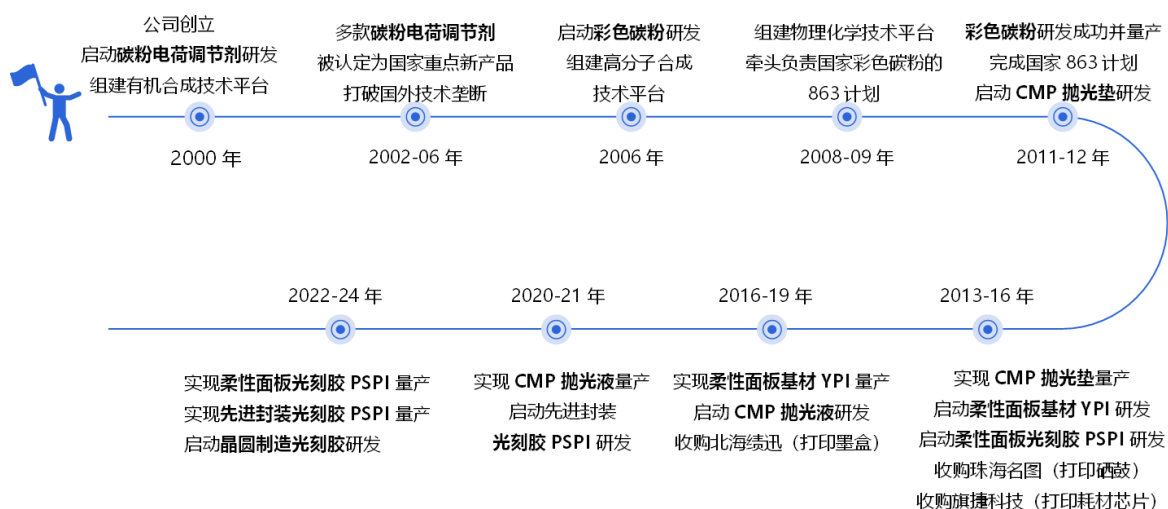 公司创立
启动碳粉电荷调节剂研发
组建有机合成技术平台
2000 年
多款碳粉电荷调节剂
被认定为国家重点新产品
打破国外技术垄断
2002-06 年
启动彩色碳粉研发
组建高分子合成
技术平台
2006 年
组建物理化学技术平台
牵头负责国家彩色碳粉的
863 计划
2008-09 年
彩色碳粉研发成功并量产
完成国家 863 计划
启动 CMP 抛光垫研发
2011-12 年
2013-16 年
实现 CMP 抛光垫量产
启动柔性面板基材 YPI 研发
启动柔性面板光刻胶 PSPI 研发
收购珠海名图（打印硒鼓）
收购旗捷科技（打印耗材芯片）
2016-19 年
实现柔性面板基材 YPI 量产
启动 CMP 抛光液研发
收购北海绩迅（打印墨盒）
2020-21 年
实现 CMP 抛光液量产
启动先进封装
光刻胶 PSPI 研发
2022-24 年
实现柔性面板光刻胶 PSPI 量产
实现先进封装光刻胶 PSPI 量产
启动晶圆制造光刻胶研发